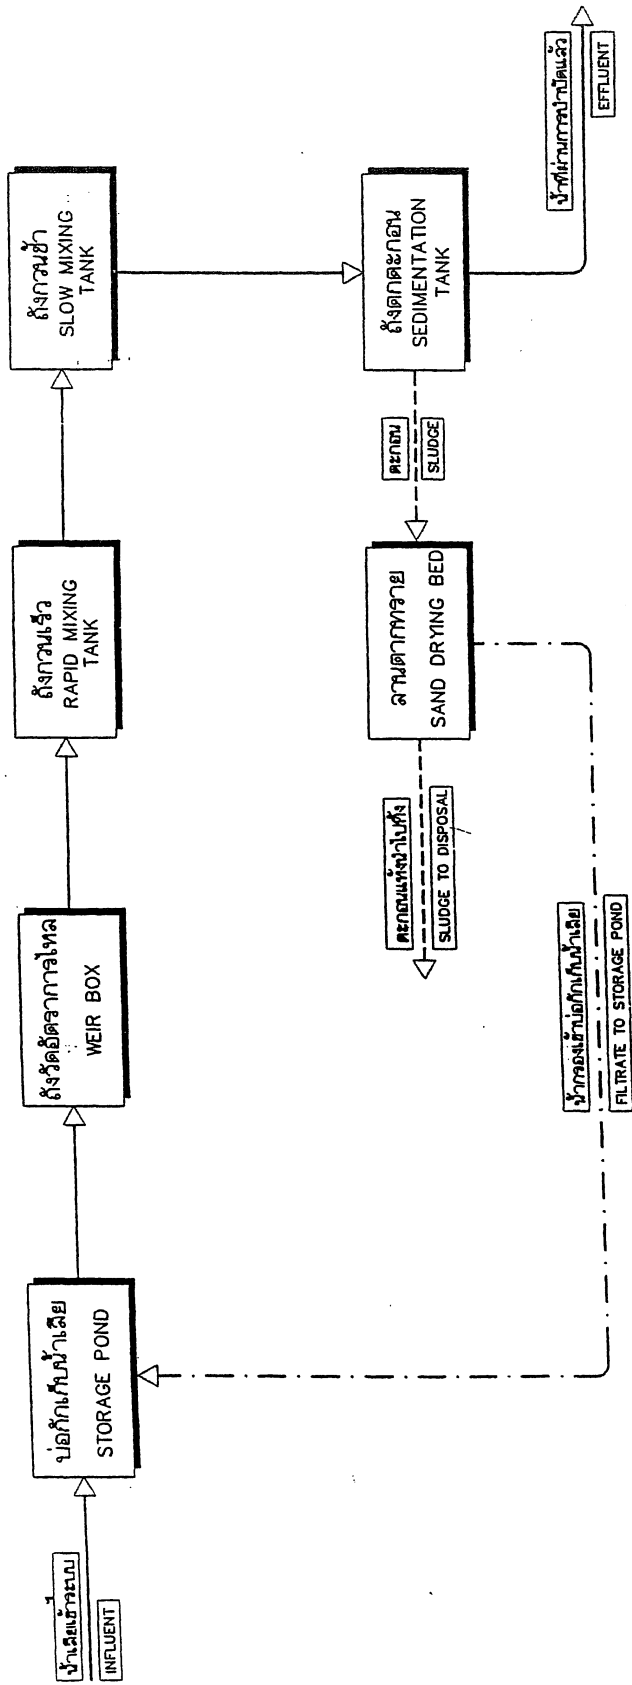 น้ำเสียเข้าระบบ
INFLUENT
บ่อกักเก็บน้ำเสีย
STORAGE POND
ถังวัดอัตราการไหล
WEIR BOX
ถังกวนเร็ว
RAPID MIXING
TANK
ถังกวนช้า
SLOW MIXING
TANK
ถังตกตะกอน
SEDIMENTATION
TANK
น้ำที่ผ่านการบำบัดแล้ว
EFFLUENT
ตะกอน
SLUDGE
ลานตากทราย
SAND DRYING BED
ตะกอนแห้งนำไปทิ้ง
SLUDGE TO DISPOSAL
น้ำกรองเข้าบ่อกักเก็บน้ำเสีย
FILTRATE TO STORAGE POND